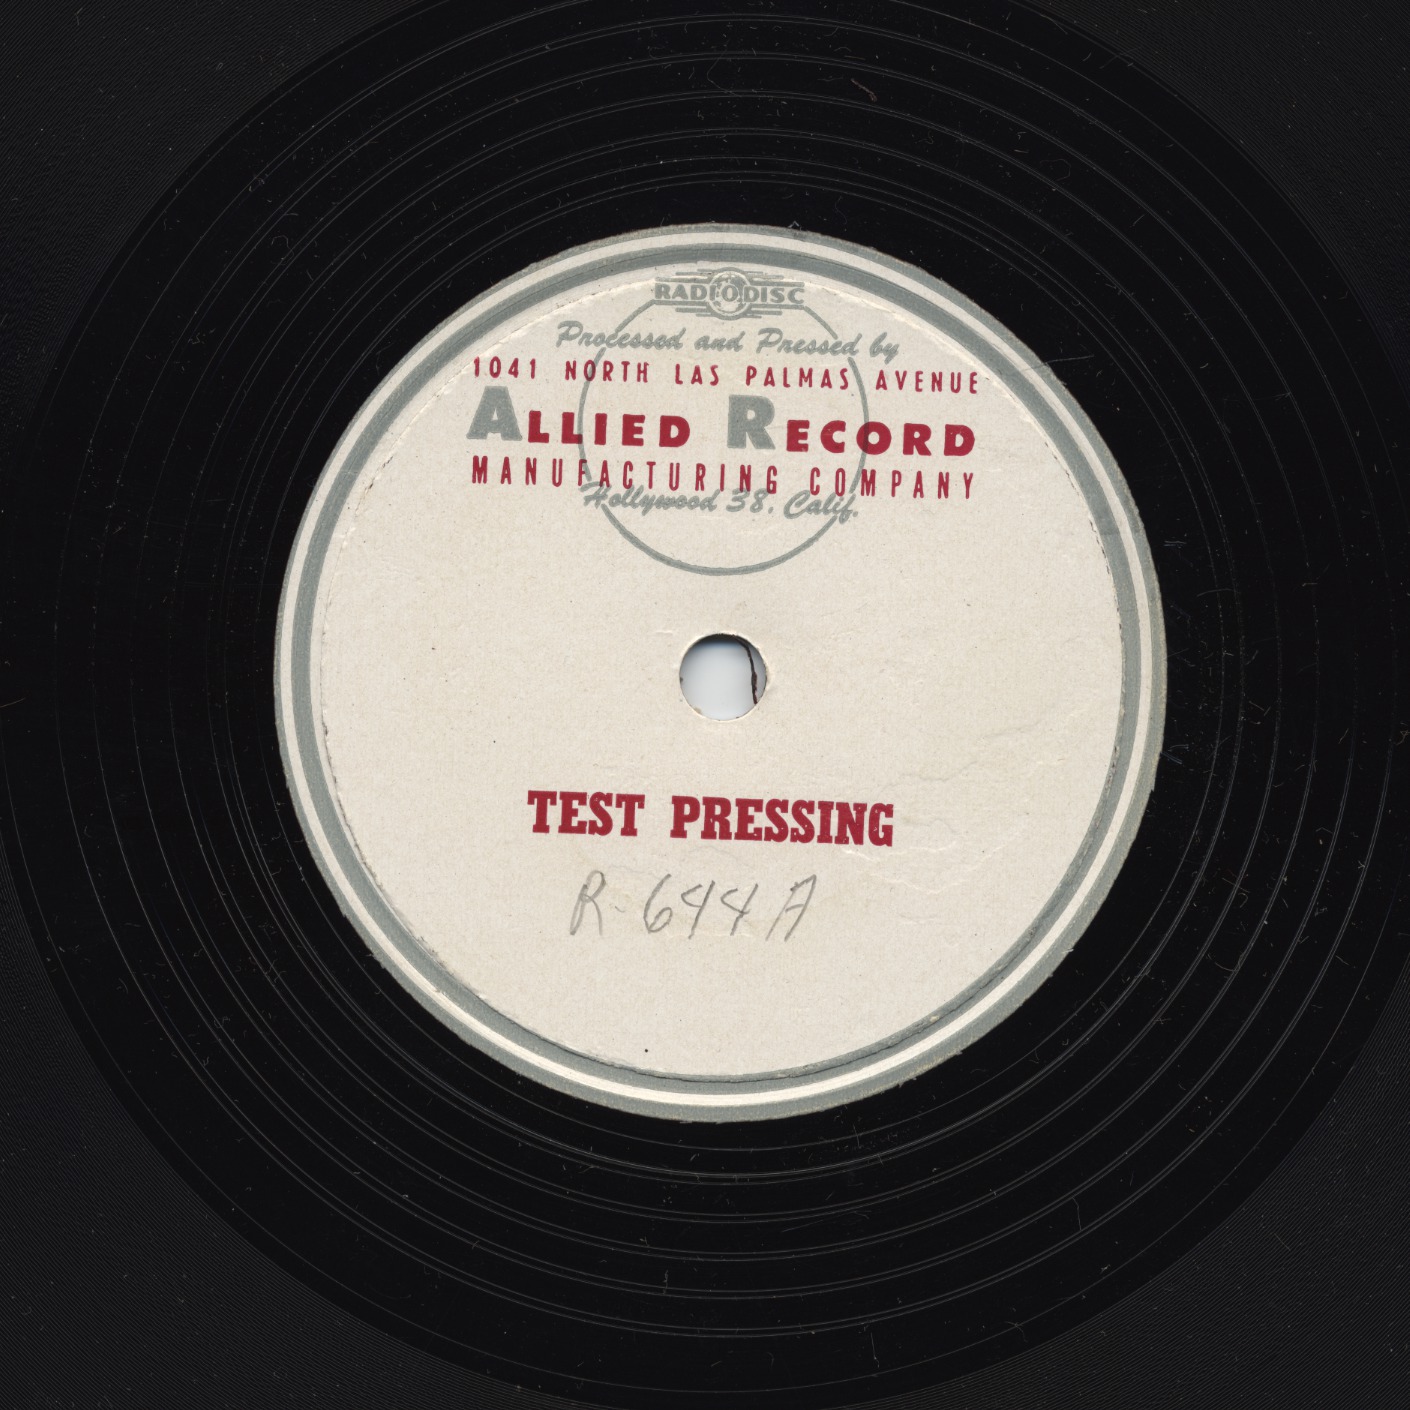 RADIODISC
Processed and Pressed by
1041 NORTH LAS PALMAS AVENUE
ALLIED RECORD
MANUFACTURING COMPANY
Hollywood 38, Calif.
TEST PRESSING
R-644A